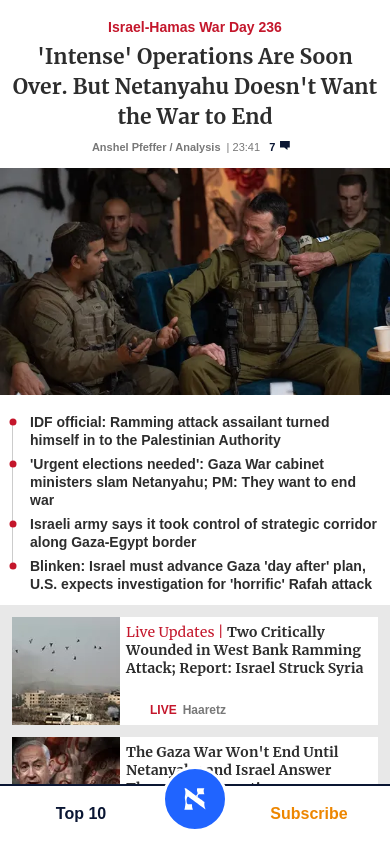 Israel-Hamas War Day 236
'Intense' Operations Are Soon
Over. But Netanyahu Doesn't Want
the War to End
Anshel Pfeffer / Analysis | 23:41 7
IDF official: Ramming attack assailant turned
himself in to the Palestinian Authority
'Urgent elections needed': Gaza War cabinet
ministers slam Netanyahu; PM: They want to end
war
Israeli army says it took control of strategic corridor
along Gaza-Egypt border
Blinken: Israel must advance Gaza 'day after' plan,
U.S. expects investigation for 'horrific' Rafah attack
Live Updates | Two Critically
Wounded in West Bank Ramming
Attack; Report: Israel Struck Syria
LIVE Haaretz
The Gaza War Won't End Until
Netanyahu and Israel Answer
Top 10
Subscribe